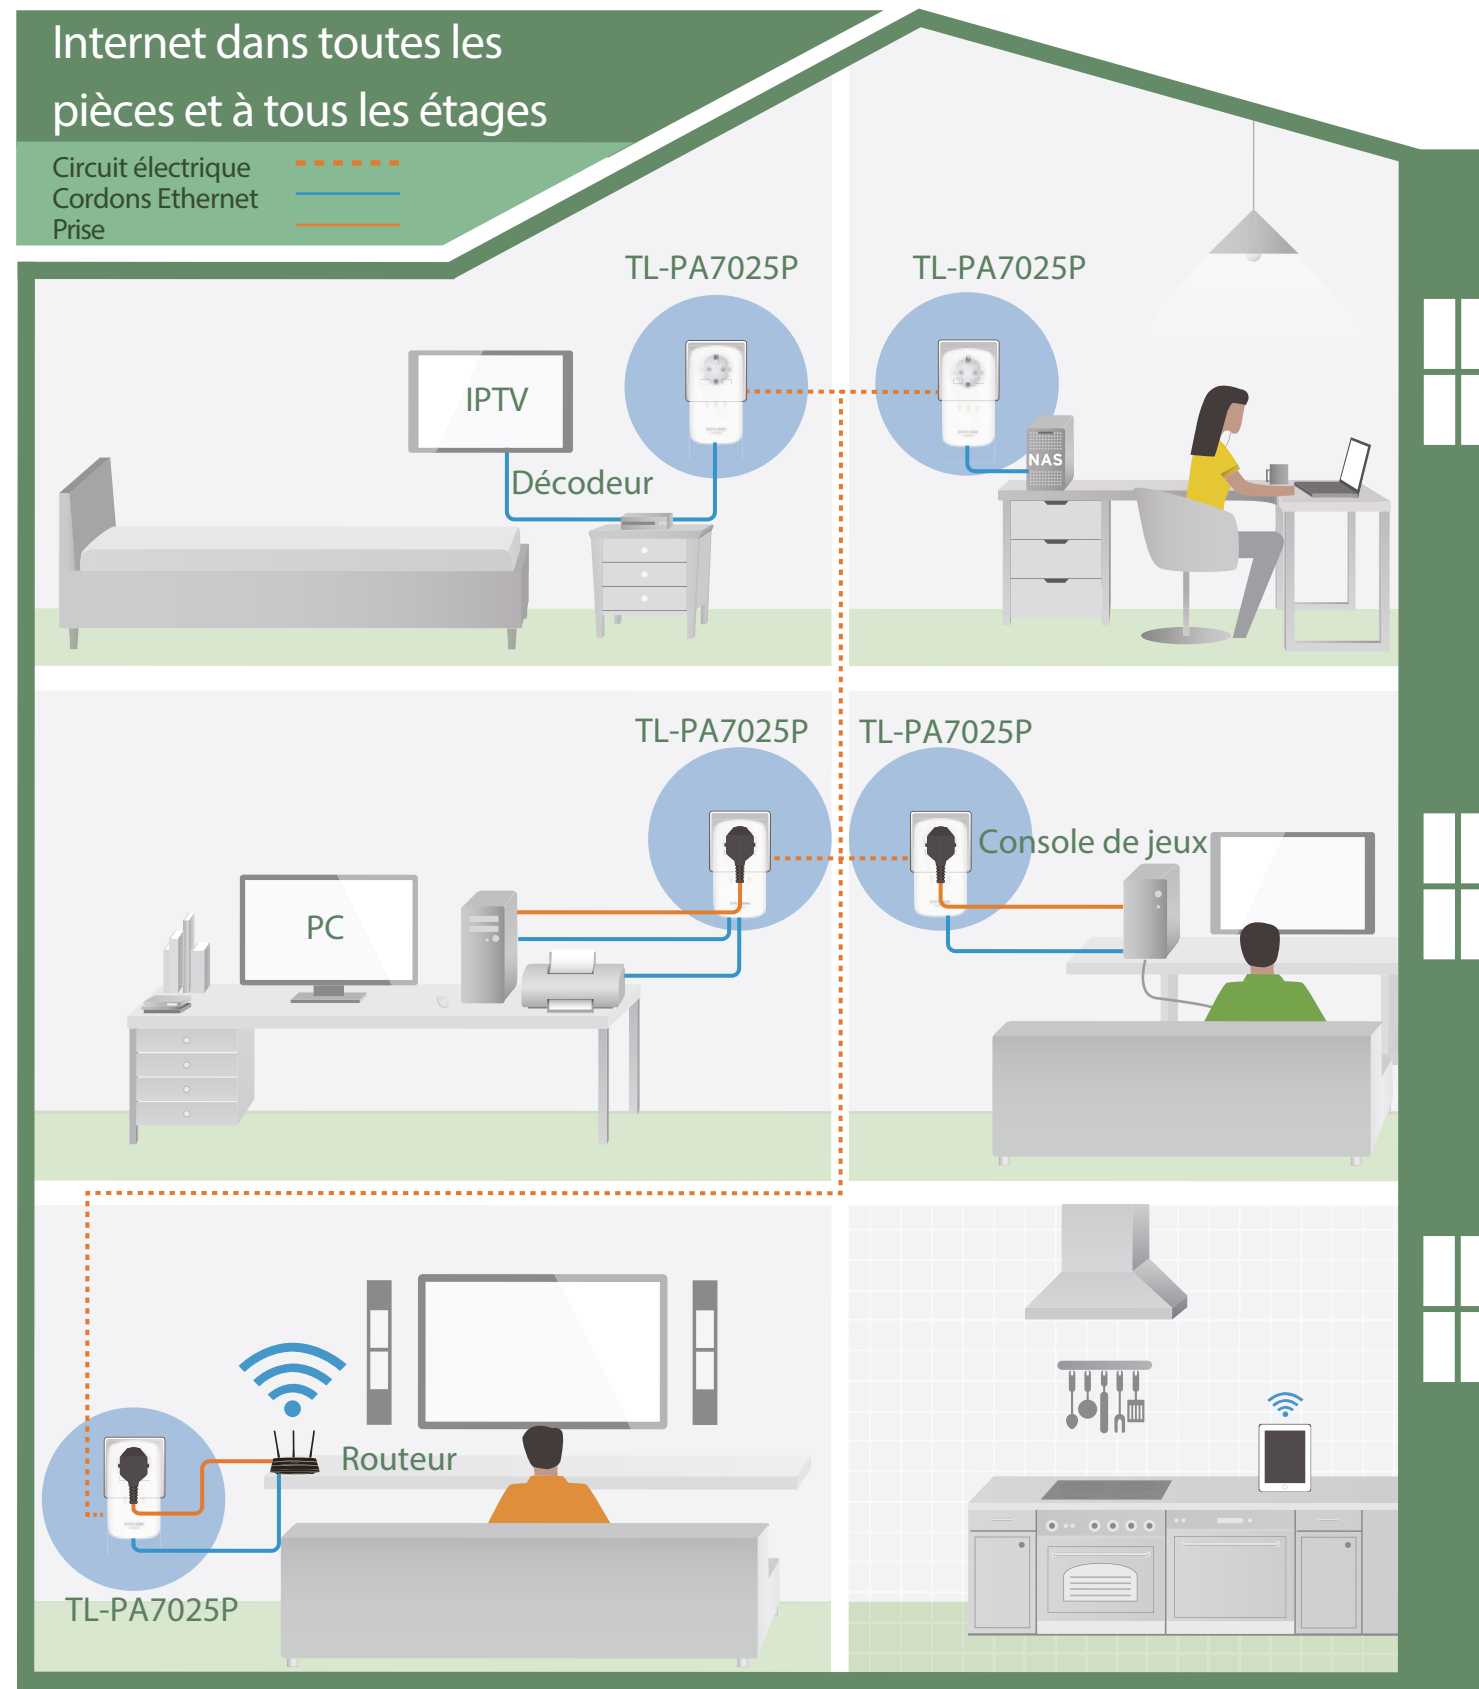 Internet dans toutes les
pièces et à tous les étages
Circuit électrique
Cordons Ethernet
Prise
TL-PA7025P
TL-PA7025P
IPTV
Décodeur
NAS
TL-PA7025P
TL-PA7025P
Console de jeux
PC
Routeur
TL-PA7025P